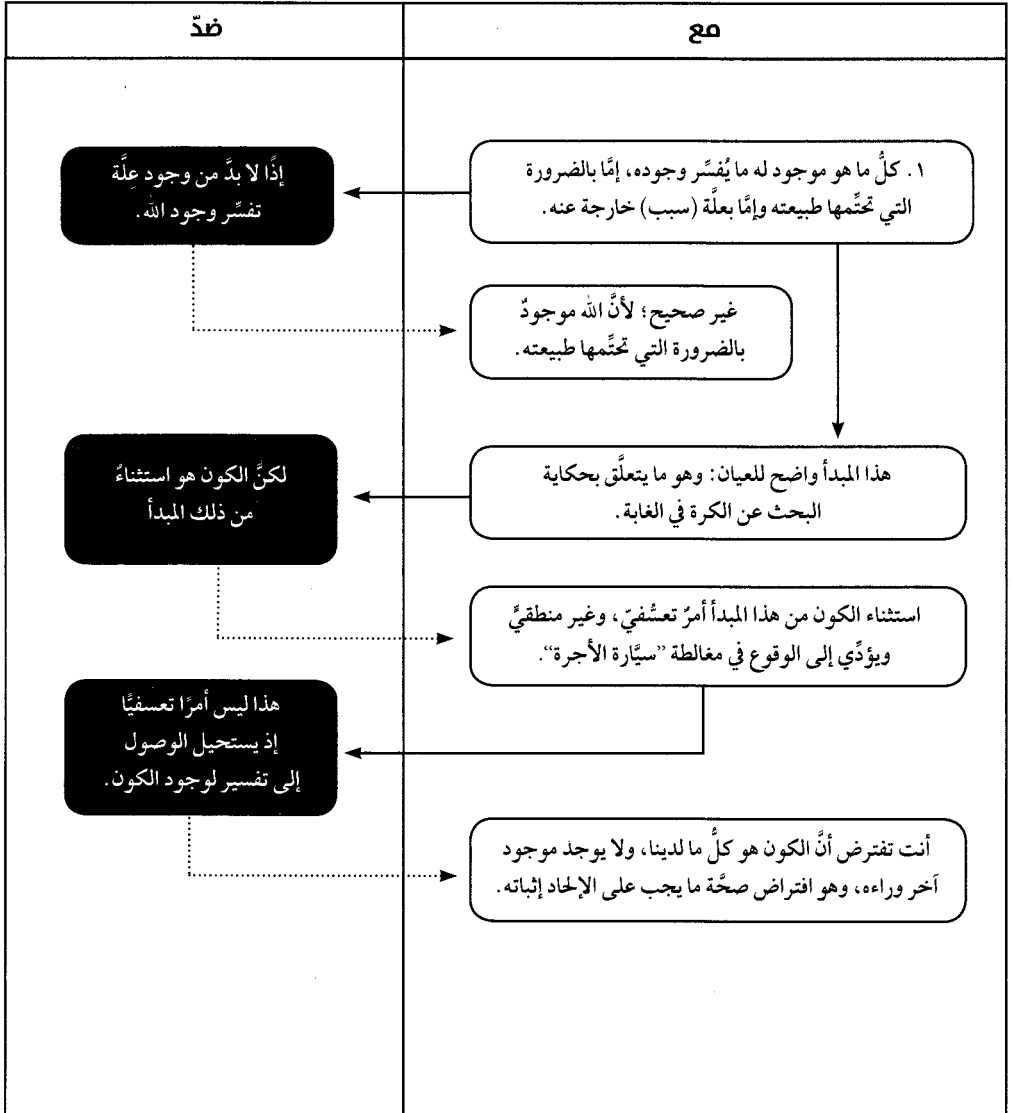 مع
ضدّ
١. كلُّ ما هو موجود له ما يُفسِّر وجوده، إمَّا بالضرورة
التي تحتِّمها طبيعته وإمَّا بعلَّة (سبب) خارجة عنه.
إذًا لا بدَّ من وجود عِلَّة
تفسِّر وجود الله.
غير صحيح؛ لأنَّ الله موجودٌ
بالضرورة التي تحتِّمها طبيعته.
هذا المبدأ واضح للعيان: وهو ما يتعلَّق بحكاية
البحث عن الكرة في الغابة.
لكنَّ الكون هو استثناءٌ
من ذلك المبدأ
استثناء الكون من هذا المبدأ أمرٌ تعسُّفيّ، وغير منطقيٍّ
ويؤدِّي إلى الوقوع في مغالطة ”سيَّارة الأجرة“.
هذا ليس أمرًا تعسفيًّا
إذ يستحيل الوصول
إلى تفسير لوجود الكون.
أنت تفترض أنَّ الكون هو كلُّ ما لدينا، ولا يوجد موجود
آخر وراءه، وهو افتراض صحَّة ما يجب على الإلحاد إثباته.